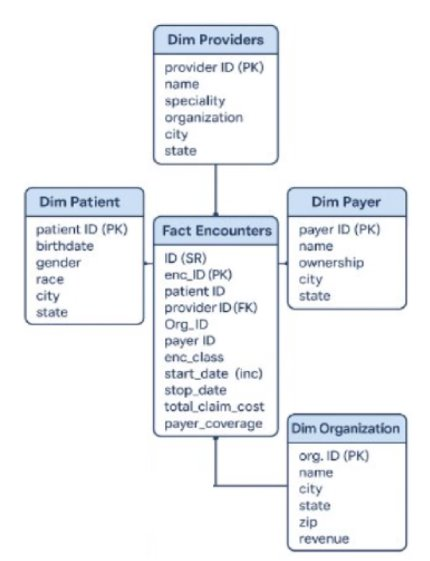 Dim Providers
provider ID (PK)
name
speciality
organization
city
state
Dim Patient
patient ID (PK)
birthdate
gender
race
city
state
Fact Encounters
ID (SR)
enc_ID (PK)
patient ID
provider ID (FK)
Org_ID
payer ID
enc_class
start_date (inc)
stop_date
total_claim_cost
payer_coverage
Dim Payer
payer ID (PK)
name
ownership
city
state
Dim Organization
org. ID (PK)
name
city
state
zip
revenue